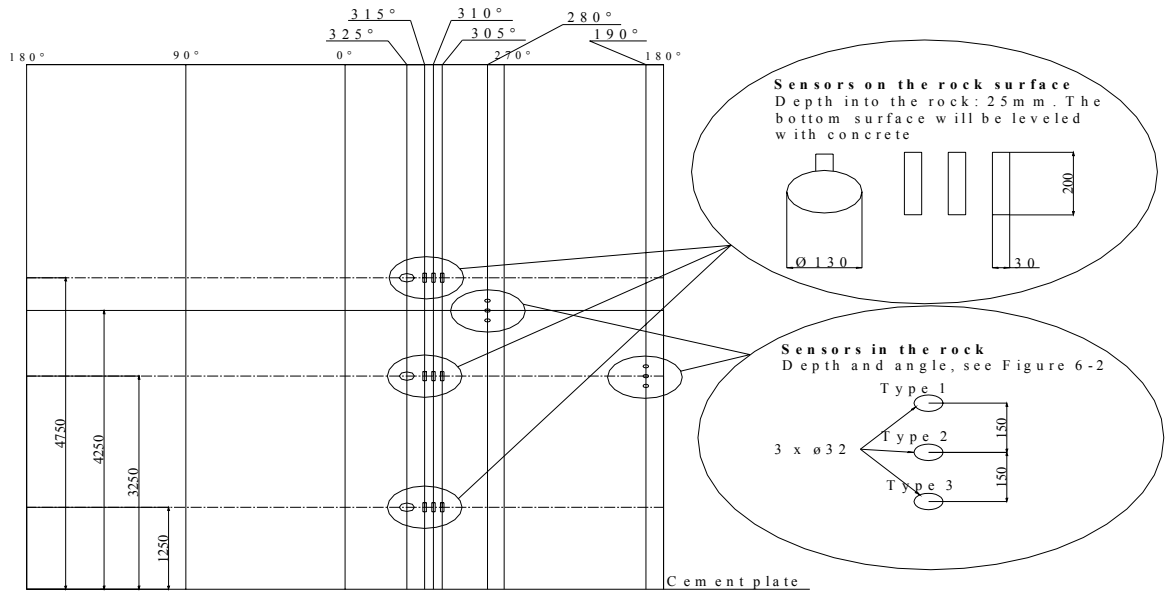 315°
310°
280°
325°
305°
190°
180°
90°
0°
270°
180°
Sensors on the rock surface
Depth into the rock: 25mm. The
bottom surface will be leveled
with concrete
200
Ø 130
30
Sensors in the rock
Depth and angle, see Figure 6-2
Type 1
150
Type 2
3 x ø32
150
Type 3
4750
4250
3250
1250
Cement plate